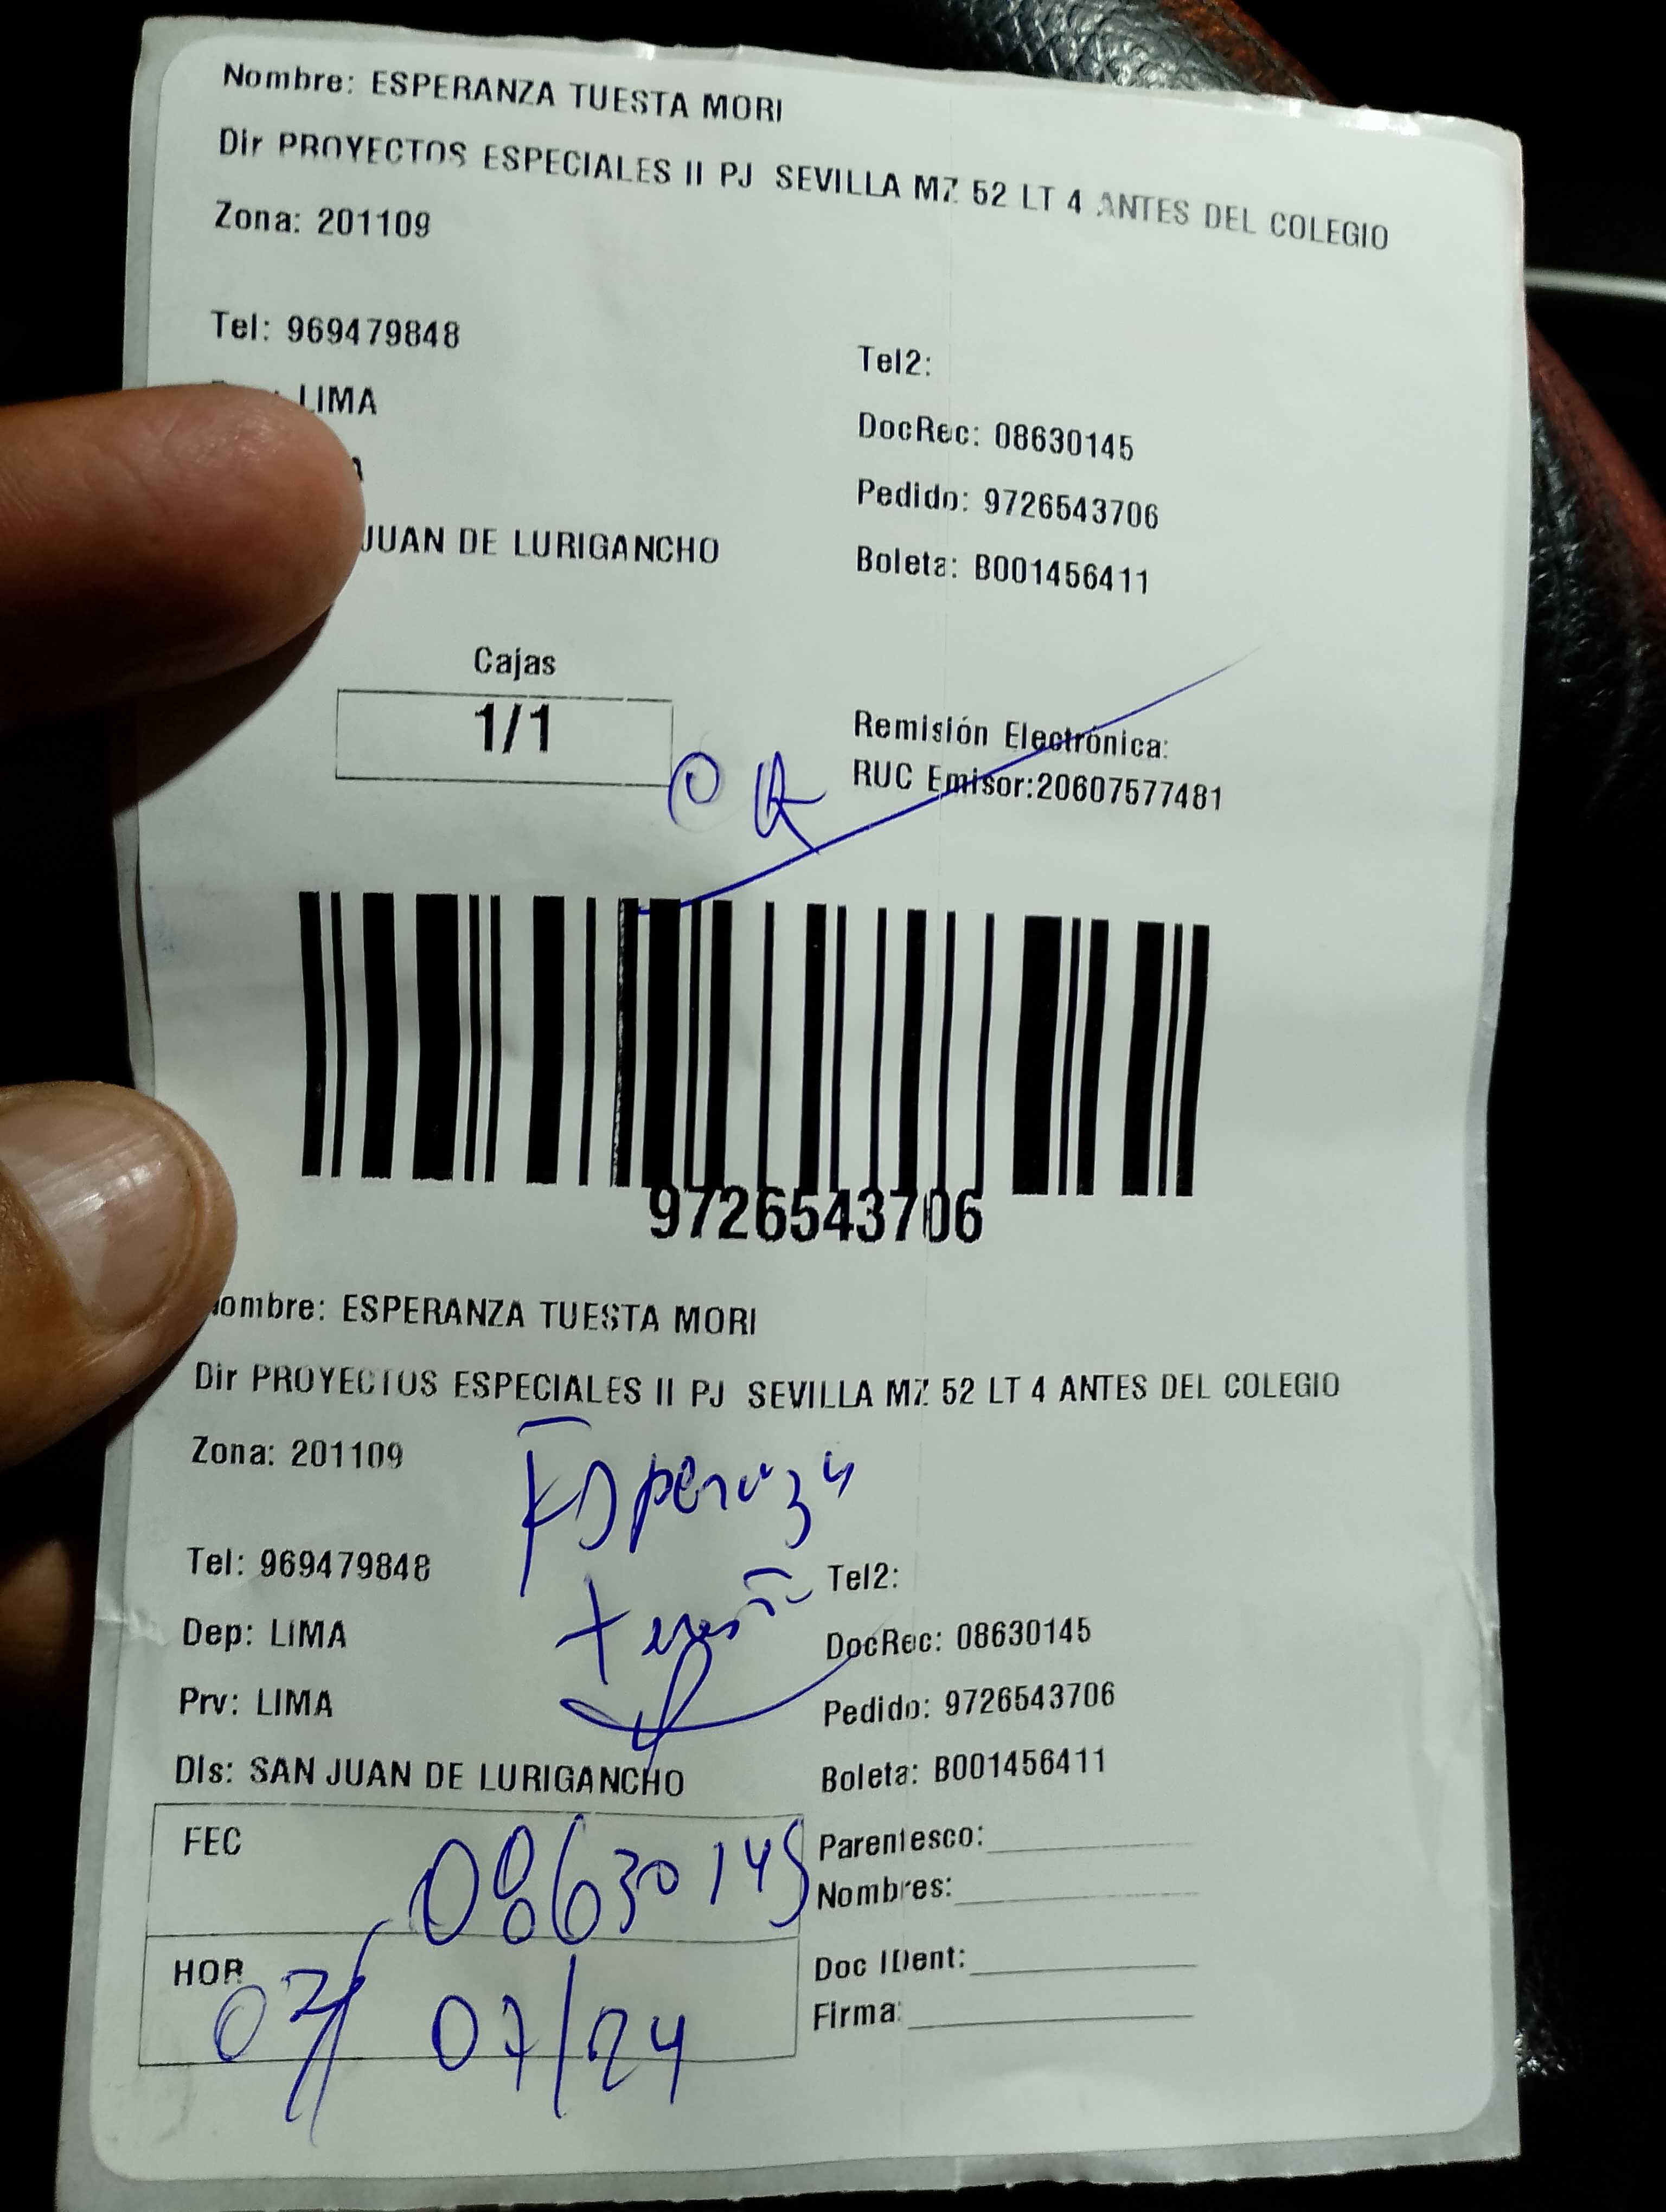 Nombre: ESPERANZA TUESTA MORI
Dir PROYECTOS ESPECIALES II PJ SEVILLA MZ 52 LT 4 ANTES DEL COLEGIO
Zona: 201109
Tel: 969479848
Tel2:
LIMA
DocRec: 08630145
Pedido: 9726543706
JUAN DE LURIGANCHO
Boleta: B001456411
Cajas
1/1
Remisión Electrónica:
RUC Emisor:20607577481
OK
9726543706
Nombre: ESPERANZA TUESTA MORI
Dir PROYECTOS ESPECIALES II PJ SEVILLA MZ 52 LT 4 ANTES DEL COLEGIO
Zona: 201109
Esperanza
Tel: 969479848
Tel2:
Dep: LIMA
DocRec: 08630145
Prv: LIMA
Pedido: 9726543706
Dis: SAN JUAN DE LURIGANCHO
Boleta: B001456411
FEC
08630145
Parentesco:
Nombres:
HOR
Doc IDent:
Firma:
07/24